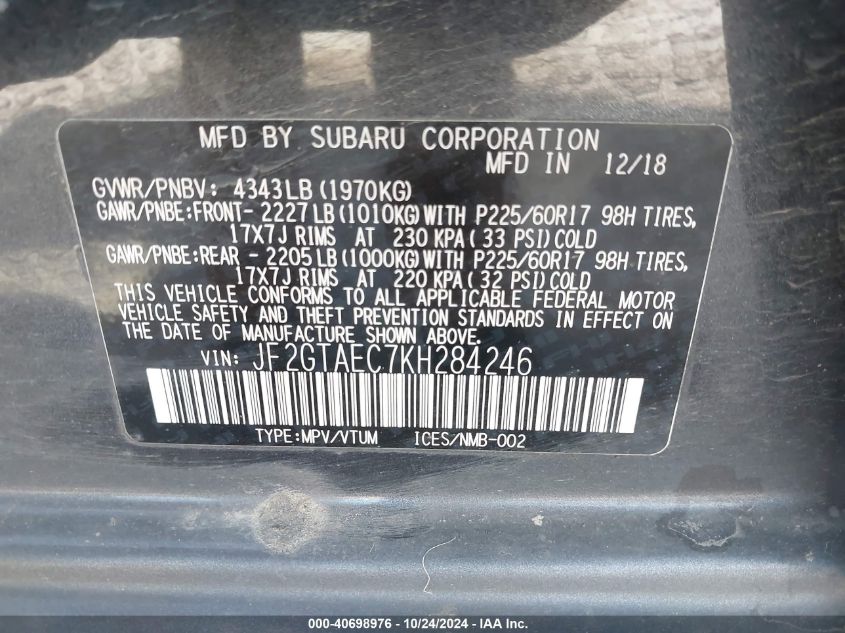 MFD BY SUBARU CORPORATION
MFD IN 12/18
GVWR/PNBV: 4343LB (1970KG)
GAWR/PNBE:FRONT- 2227LB(1010KG)WITH P225/60R17 98H TIRES,
17X7J RIMS AT 230 KPA( 33 PSI)COLD
GAWR/PNBE:REAR - 2205LB(1000KG)WITH P225/60R17 98H TIRES,
17X7J RIMS AT 220 KPA( 32 PSI)COLD
THIS VEHICLE CONFORMS TO ALL APPLICABLE FEDERAL MOTOR
VEHICLE SAFETY AND THEFT PREVENTION STANDARDS IN EFFECT ON
THE DATE OF MANUFACTURE SHOWN ABOVE.
VIN: JF2GTAEC7KH284246
TYPE:MPV/VTUM ICES/NMB-002
000-40698976 - 10/24/2024 - IAA Inc.